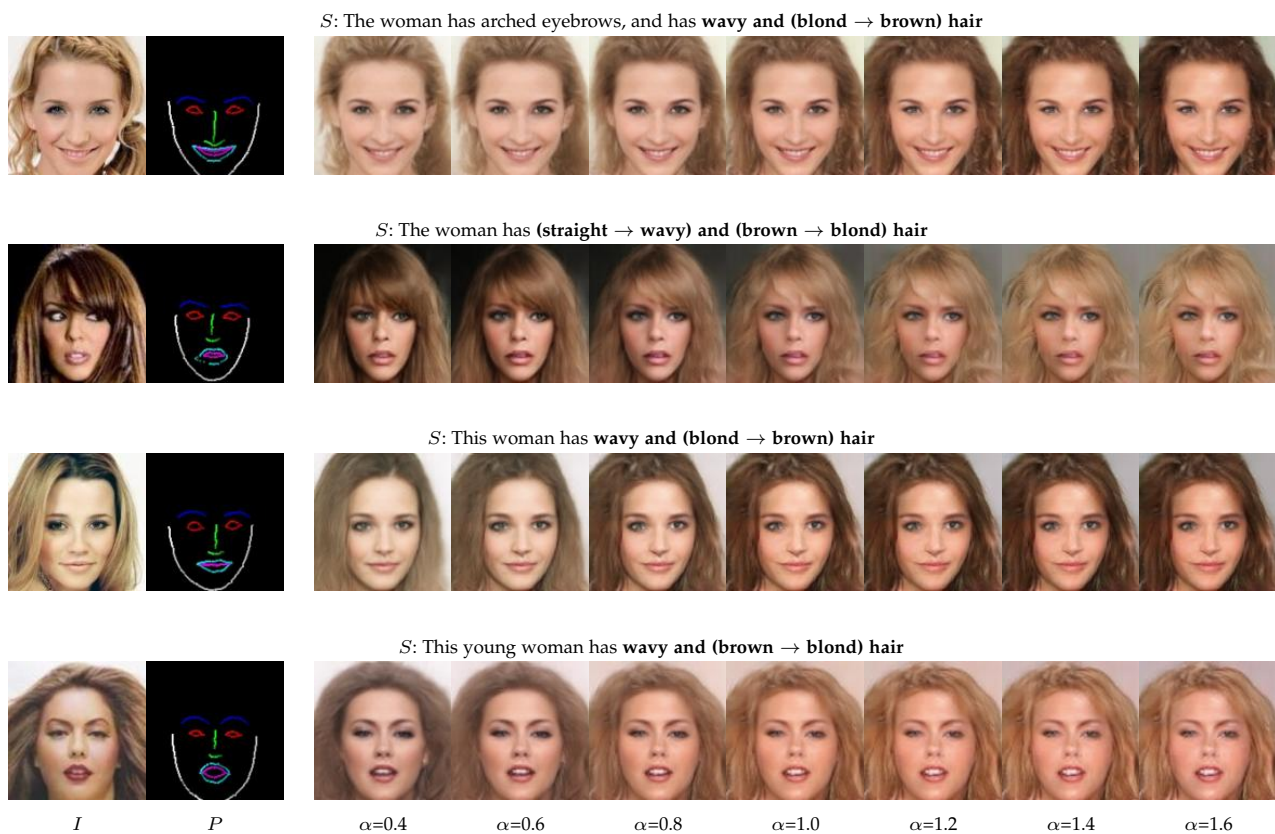 S: The woman has arched eyebrows, and has wavy and (blond → brown) hair
S: The woman has (straight → wavy) and (brown → blond) hair
S: This woman has wavy and (blond → brown) hair
S: This young woman has wavy and (brown → blond) hair
I P α=0.4 α=0.6 α=0.8 α=1.0 α=1.2 α=1.4 α=1.6